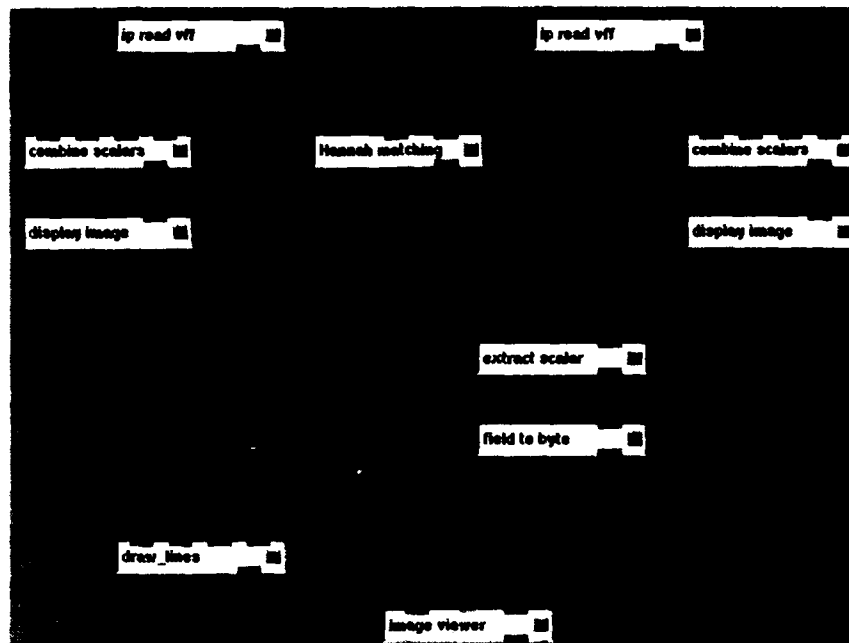 ip read vff
ip read vff
combine scalars
Hannah matching
combine scalars
display image
display image
extract scalar
field to byte
draw_lines
image viewer